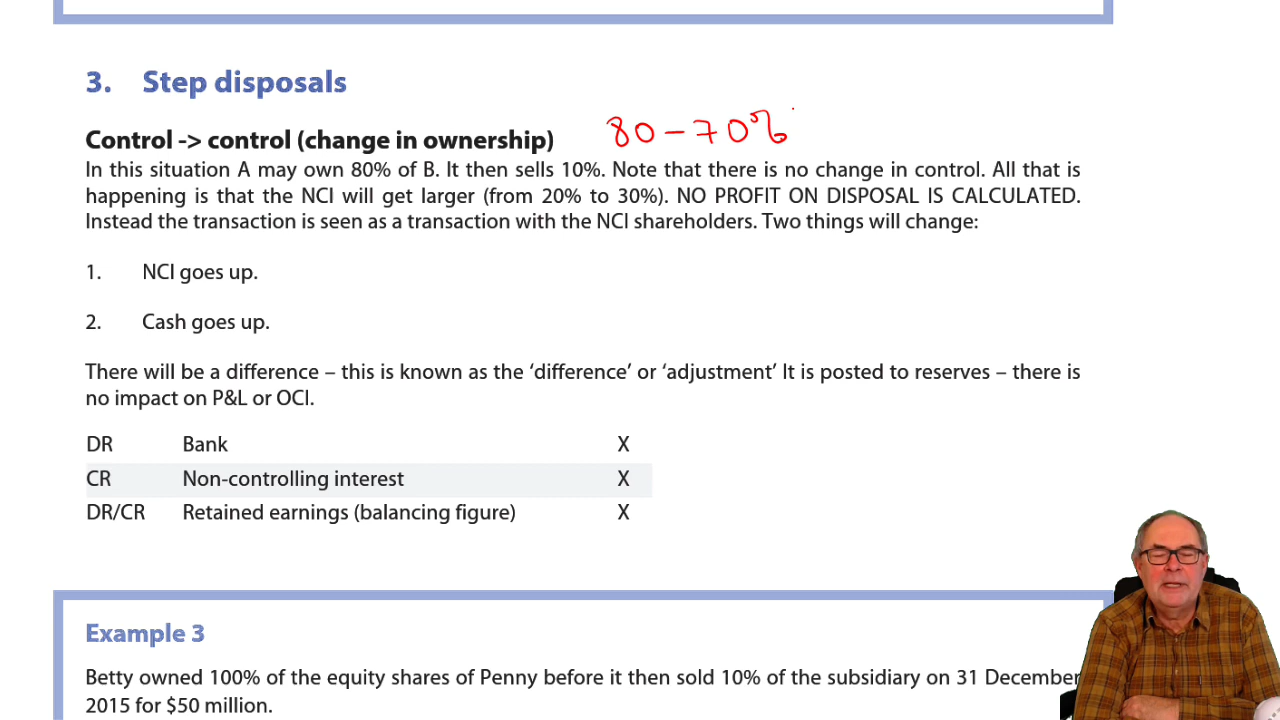 3. Step disposals
Control -> control (change in ownership) 80-70%
In this situation A may own 80% of B. It then sells 10%. Note that there is no change in control. All that is
happening is that the NCI will get larger (from 20% to 30%). NO PROFIT ON DISPOSAL IS CALCULATED.
Instead the transaction is seen as a transaction with the NCI shareholders. Two things will change:
1. NCI goes up.
2. Cash goes up.
There will be a difference – this is known as the ‘difference’ or ‘adjustment’ It is posted to reserves – there is
no impact on P&L or OCI.
DR Bank X
CR Non-controlling interest X
DR/CR Retained earnings (balancing figure) X
Example 3
Betty owned 100% of the equity shares of Penny before it then sold 10% of the subsidiary on 31 December
2015 for $50 million.